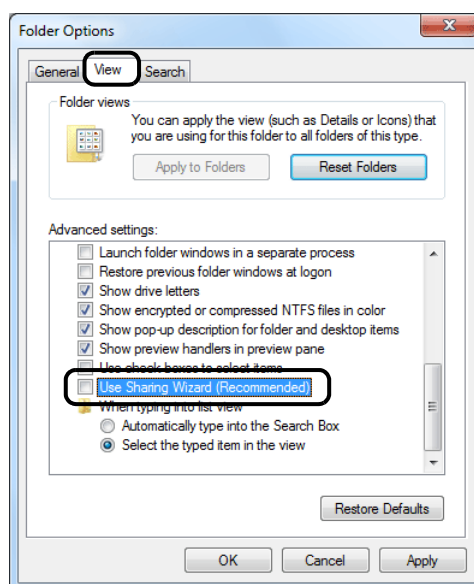 Folder Options
General View Search
Folder views
You can apply the view (such as Details or Icons) that
you are using for this folder to all folders of this type.
Apply to Folders Reset Folders
Advanced settings:
Launch folder windows in a separate process
Restore previous folder windows at logon
Show drive letters
Show encrypted or compressed NTFS files in color
Show pop-up description for folder and desktop items
Show preview handlers in preview pane
Use check boxes to select items
Use Sharing Wizard (Recommended)
When typing into list view
Automatically type into the Search Box
Select the typed item in the view
Restore Defaults
OK Cancel Apply